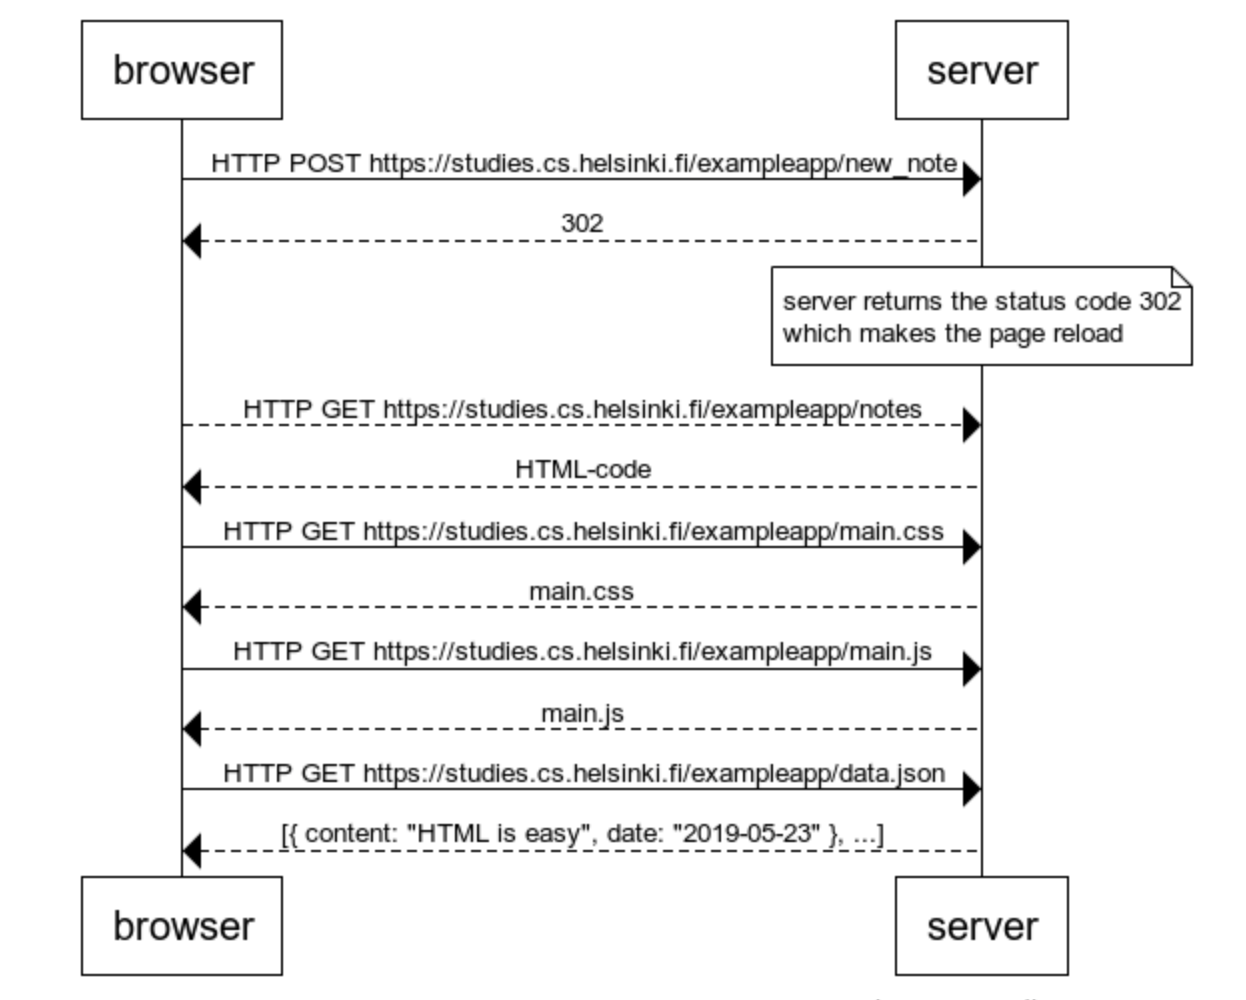 browser
server
HTTP POST https://studies.cs.helsinki.fi/exampleapp/new_note
302
server returns the status code 302
which makes the page reload
HTTP GET https://studies.cs.helsinki.fi/exampleapp/notes
HTML-code
HTTP GET https://studies.cs.helsinki.fi/exampleapp/main.css
main.css
HTTP GET https://studies.cs.helsinki.fi/exampleapp/main.js
main.js
HTTP GET https://studies.cs.helsinki.fi/exampleapp/data.json
[{ content: "HTML is easy", date: "2019-05-23" }, ...]
browser
server